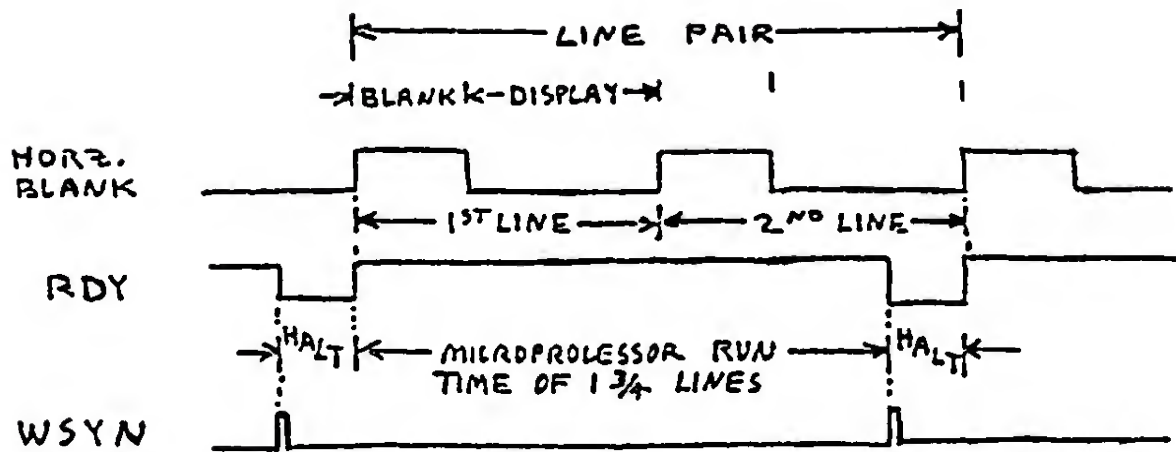 LINE PAIR
BLANK DISPLAY
HORZ.
BLANK
1ST LINE 2ND LINE
RDY
HALT MICROPROLESSOR RUN HALT
TIME OF 1 3/4 LINES
WSYN